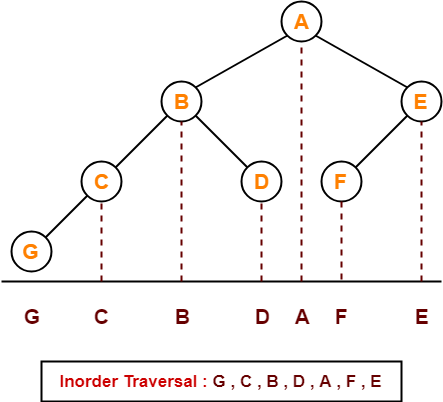 A
B E
C D F
G
G C B D A F E
Inorder Traversal : G , C , B , D , A , F , E